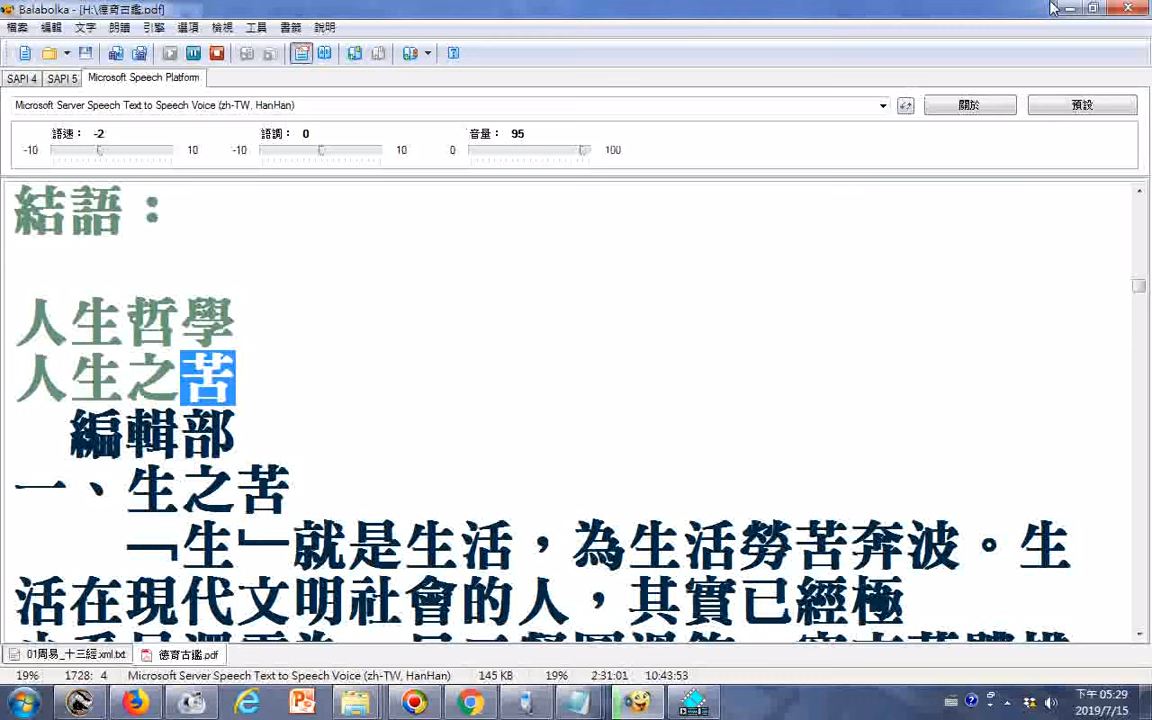 Balabolka - [H:\德育古鑑.pdf]
檔案 編輯 文字 朗讀 引擎 選項 檢視 工具 書籤 說明
SAPI 4 SAPI 5 Microsoft Speech Platform
Microsoft Server Speech Text to Speech Voice (zh-TW, HanHan) 關於 預設
語速： -2 語調： 0 音量： 95
-10 10 -10 10 0 100
結語：
人生哲學
人生之苦
編輯部
一、生之苦
﹁生﹂就是生活，為生活勞苦奔波。生
活在現代文明社會的人，其實已經極
01周易_十三經.xml.txt 德育古鑑.pdf
19% 1728: 4 Microsoft Server Speech Text to Speech Voice (zh-TW, HanHan) 145 KB 19% 2:31:01 10:43:53
下午 05:29
2019/7/15